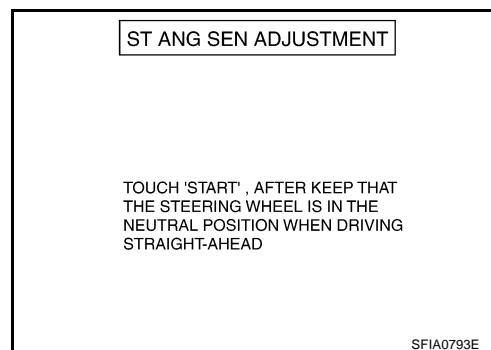 ST ANG SEN ADJUSTMENT
TOUCH 'START' , AFTER KEEP THAT
THE STEERING WHEEL IS IN THE
NEUTRAL POSITION WHEN DRIVING
STRAIGHT-AHEAD
SFIA0793E